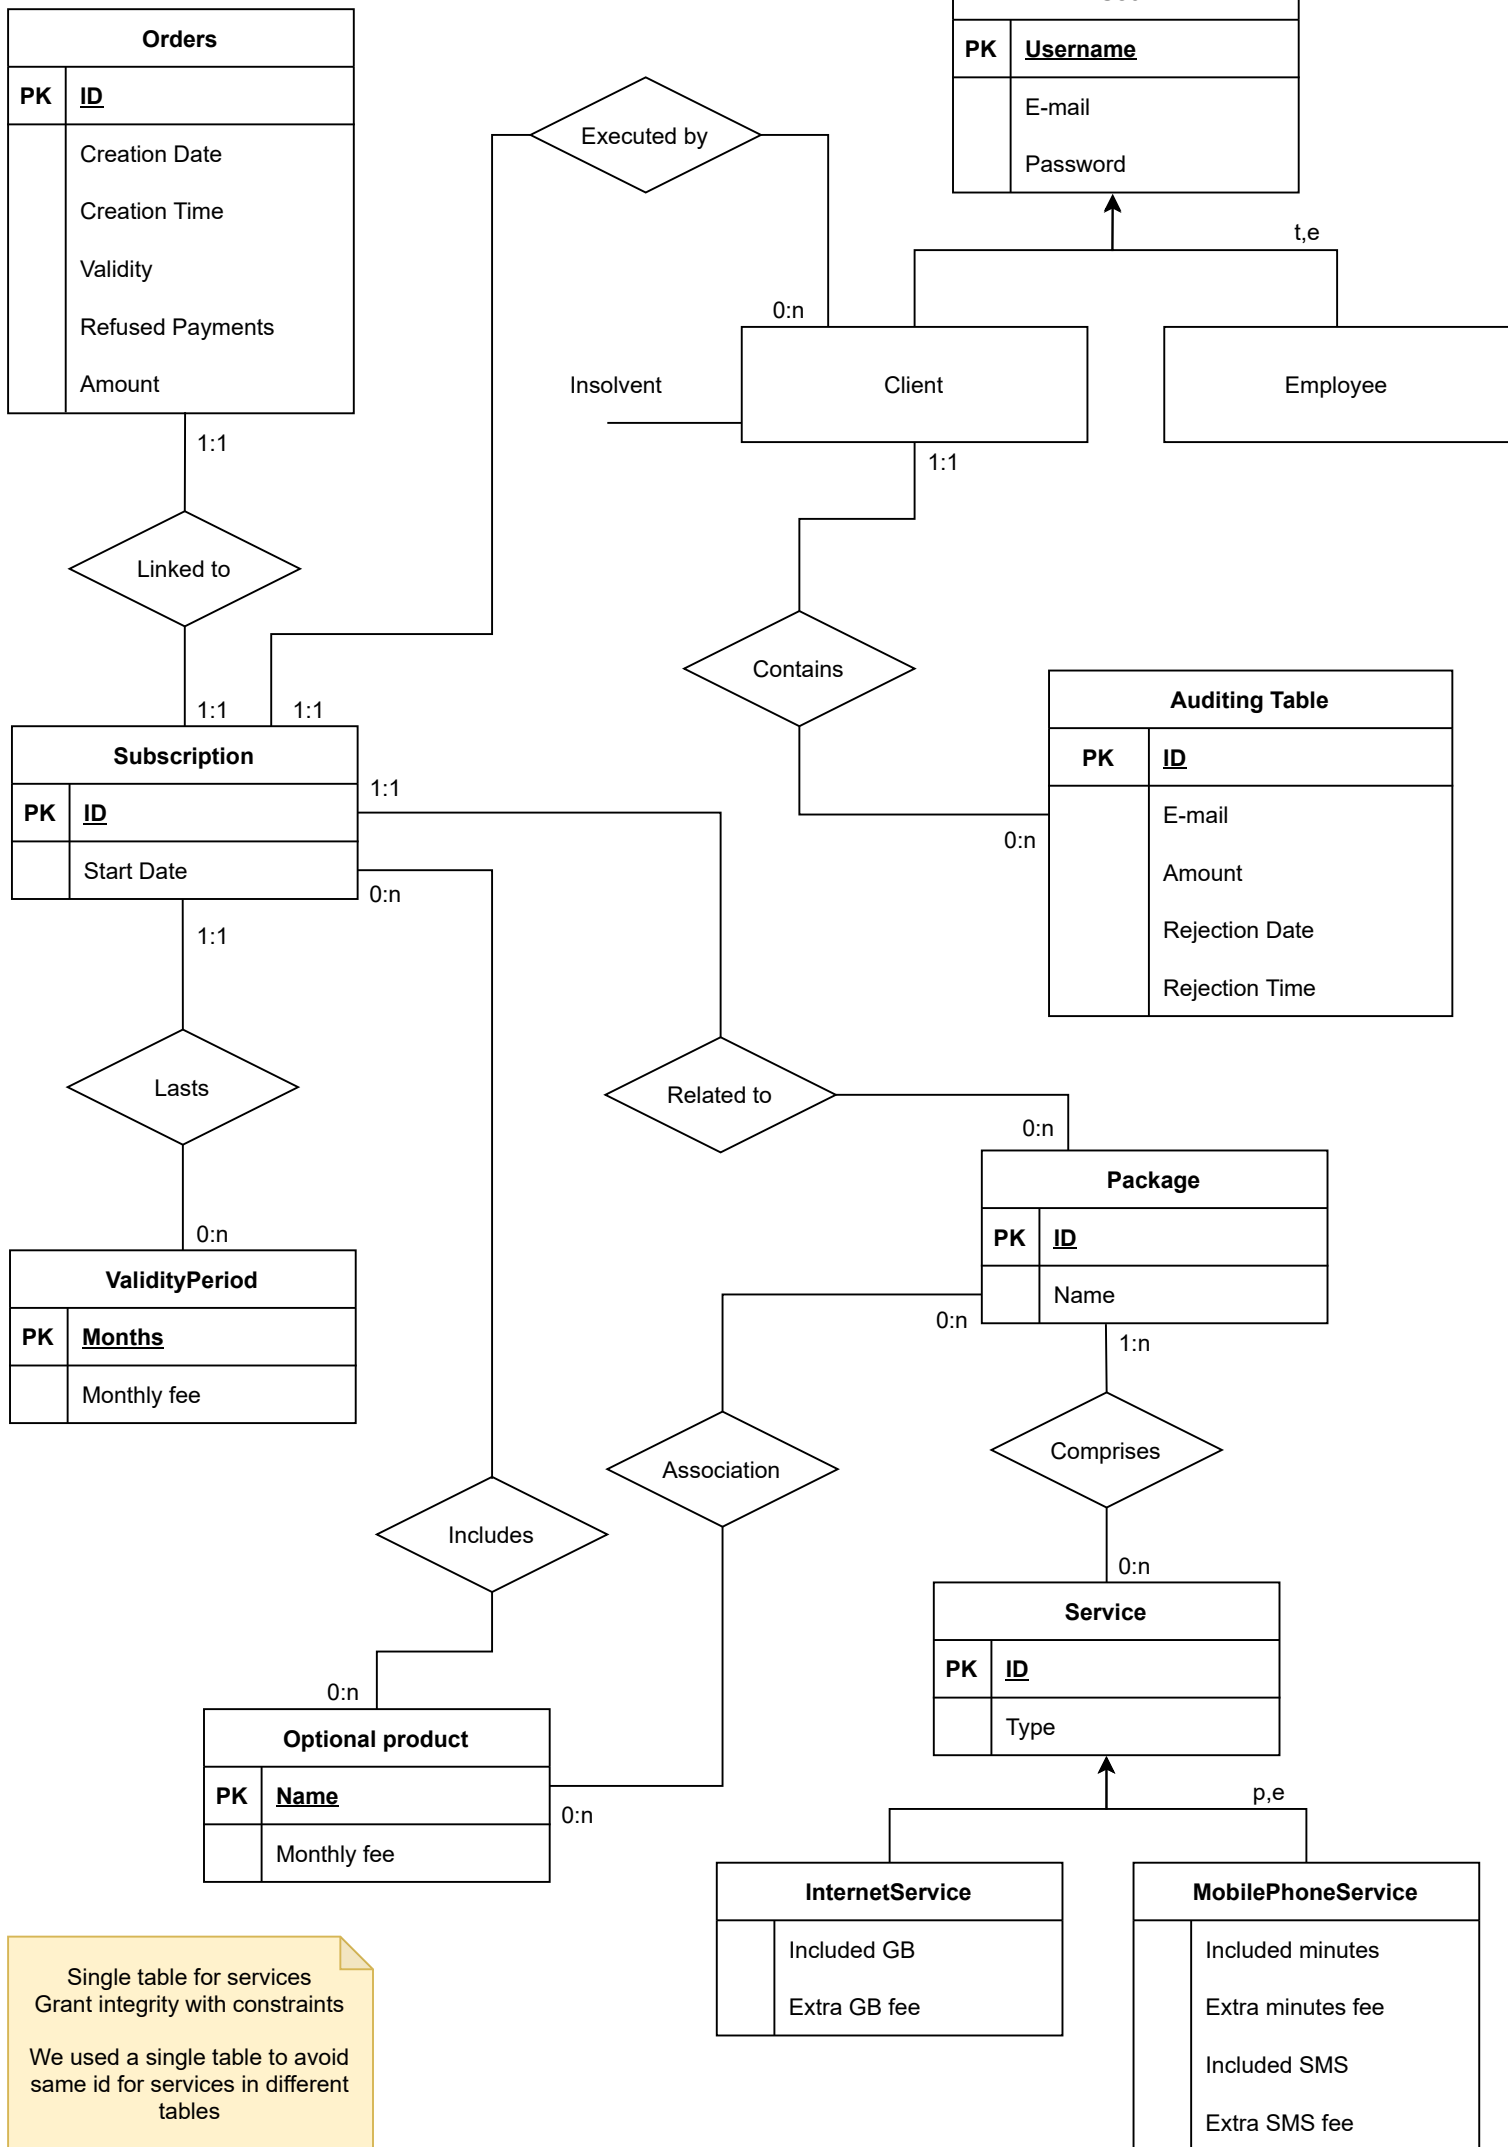 Orders
PK ID
Creation Date
Creation Time
Validity
Refused Payments
Amount
1:1
Linked to
1:1
1:1
Executed by
0:n
PK Username
E-mail
Password
t,e
Insolvent
Client
Employee
1:1
Contains
0:n
Auditing Table
PK ID
E-mail
Amount
Rejection Date
Rejection Time
Subscription
PK ID
Start Date
1:1
0:n
1:1
Lasts
0:n
ValidityPeriod
PK Months
Monthly fee
Related to
0:n
Package
PK ID
Name
0:n
1:n
Association
Comprises
Includes
0:n
0:n
Service
PK ID
Type
Optional product
PK Name
Monthly fee
0:n
p,e
InternetService
Included GB
Extra GB fee
MobilePhoneService
Included minutes
Extra minutes fee
Included SMS
Extra SMS fee
Single table for services
Grant integrity with constraints
We used a single table to avoid
same id for services in different
tables